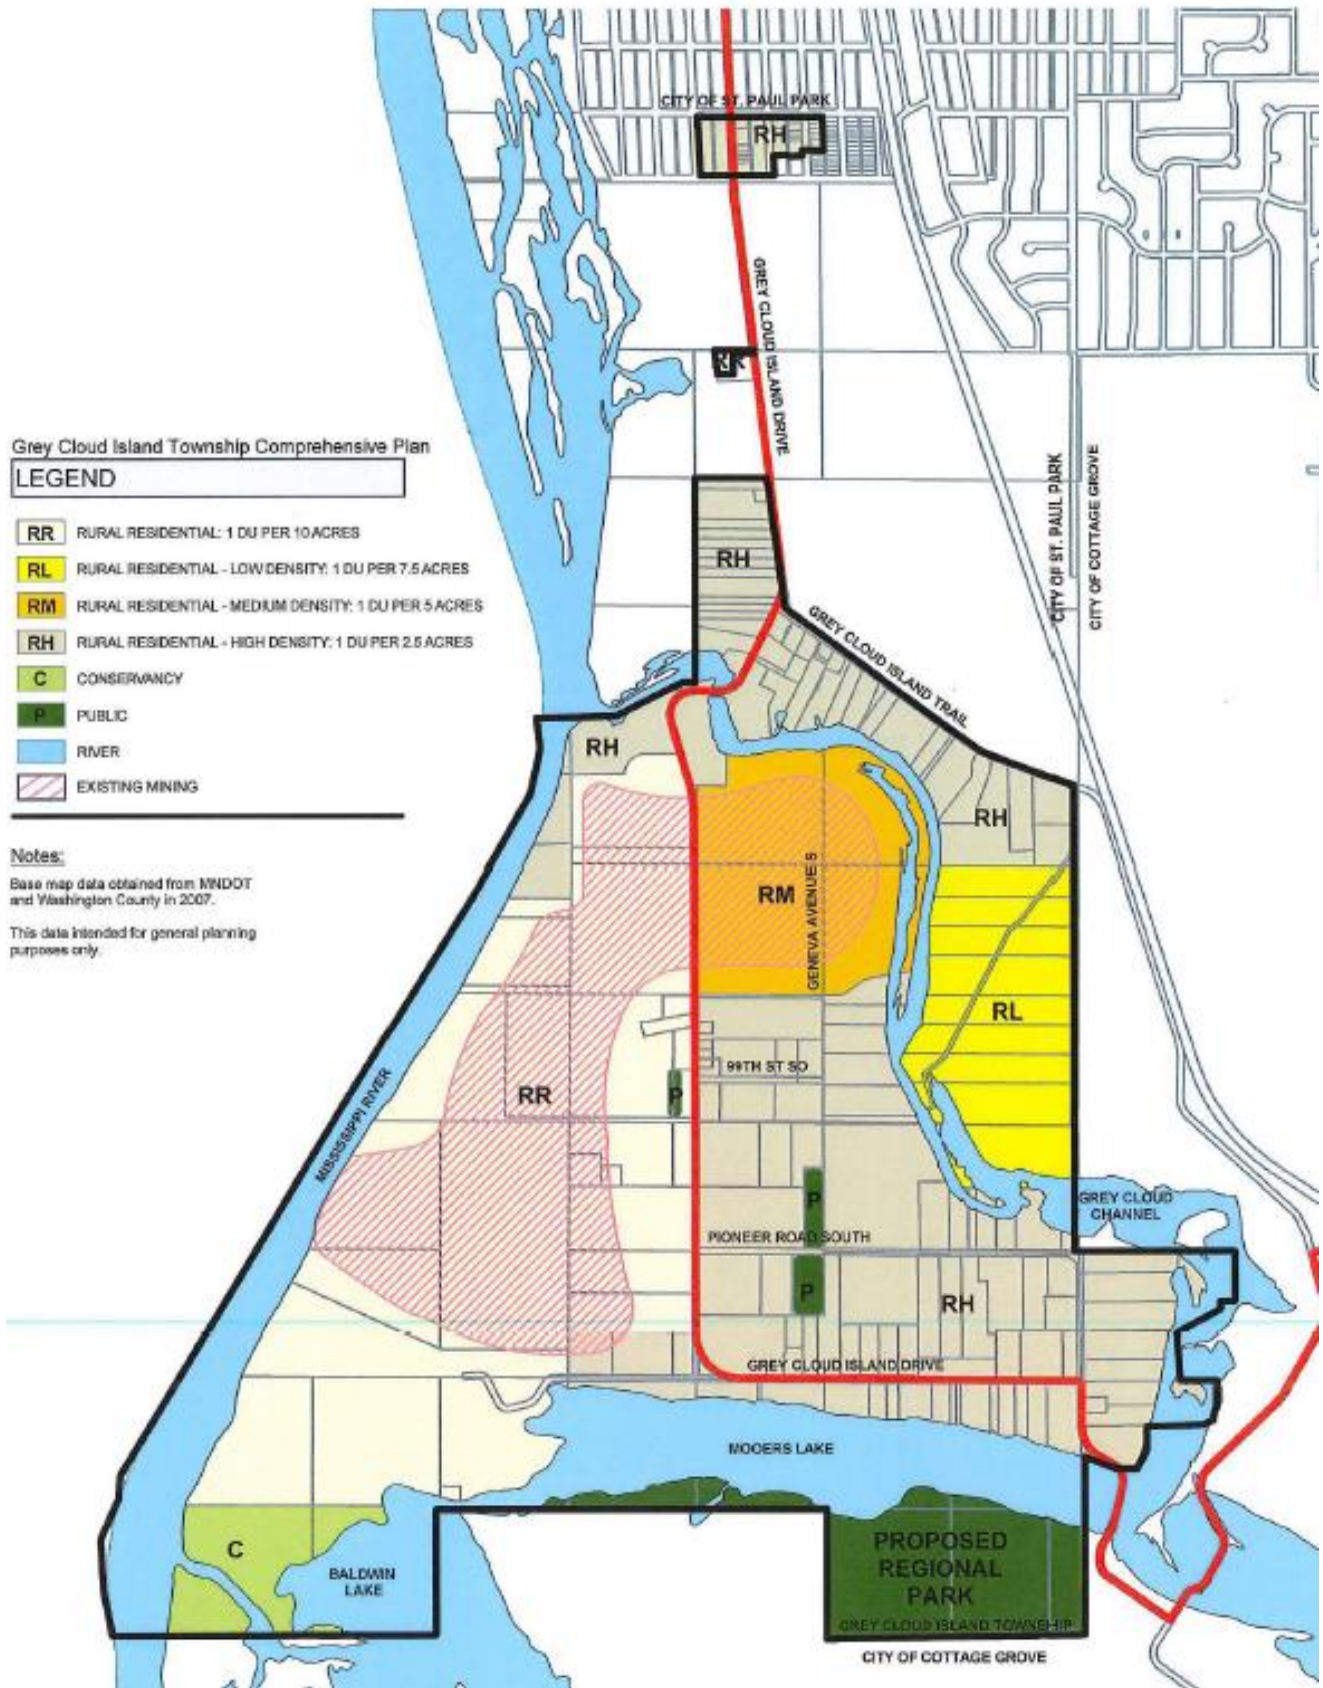 CITY OF ST. PAUL PARK
RH
GREY CLOUD ISLAND DRIVE
Grey Cloud Island Township Comprehensive Plan
LEGEND
RR RURAL RESIDENTIAL: 1 DU PER 10 ACRES
RL RURAL RESIDENTIAL - LOW DENSITY: 1 DU PER 7.5 ACRES
RM RURAL RESIDENTIAL - MEDIUM DENSITY: 1 DU PER 5 ACRES
RH RURAL RESIDENTIAL - HIGH DENSITY: 1 DU PER 2.5 ACRES
C CONSERVANCY
P PUBLIC
RIVER
EXISTING MINING
Notes:
Base map data obtained from MNDOT
and Washington County in 2007.
This data intended for general planning
purposes only.
CITY OF ST. PAUL PARK
CITY OF COTTAGE GROVE
RH
GREY CLOUD ISLAND TRAIL
RH
RH
RM
GENEVA AVENUE S
RL
99TH ST SO
RR
P
MISSISSIPPI RIVER
P
GREY CLOUD
CHANNEL
PIONEER ROAD SOUTH
P
RH
GREY CLOUD ISLAND DRIVE
MOOERS LAKE
C
BALDWIN
LAKE
PROPOSED
REGIONAL
PARK
GREY CLOUD ISLAND TOWNSHIP
CITY OF COTTAGE GROVE